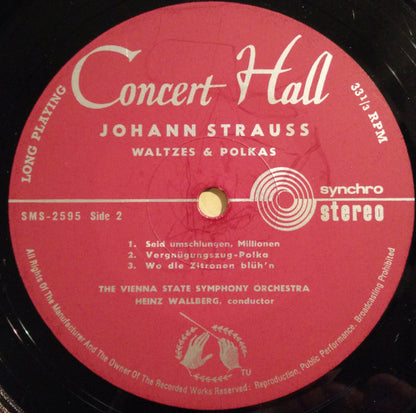 LONG PLAYING
Concert Hall
33 1/3 RPM
JOHANN STRAUSS
WALTZES & POLKAS
SMS-2595 Side 2
synchro
stereo
1. Seid umschlungen, Millionen
2. Vergnügungszug-Polka
3. Wo die Zitronen blüh'n
THE VIENNA STATE SYMPHONY ORCHESTRA
HEINZ WALLBERG, conductor
TU
All Rights Of The Manufacturer And The Owner Of The Recorded Works Reserved: Reproduction, Public Performance, Broadcasting Prohibited